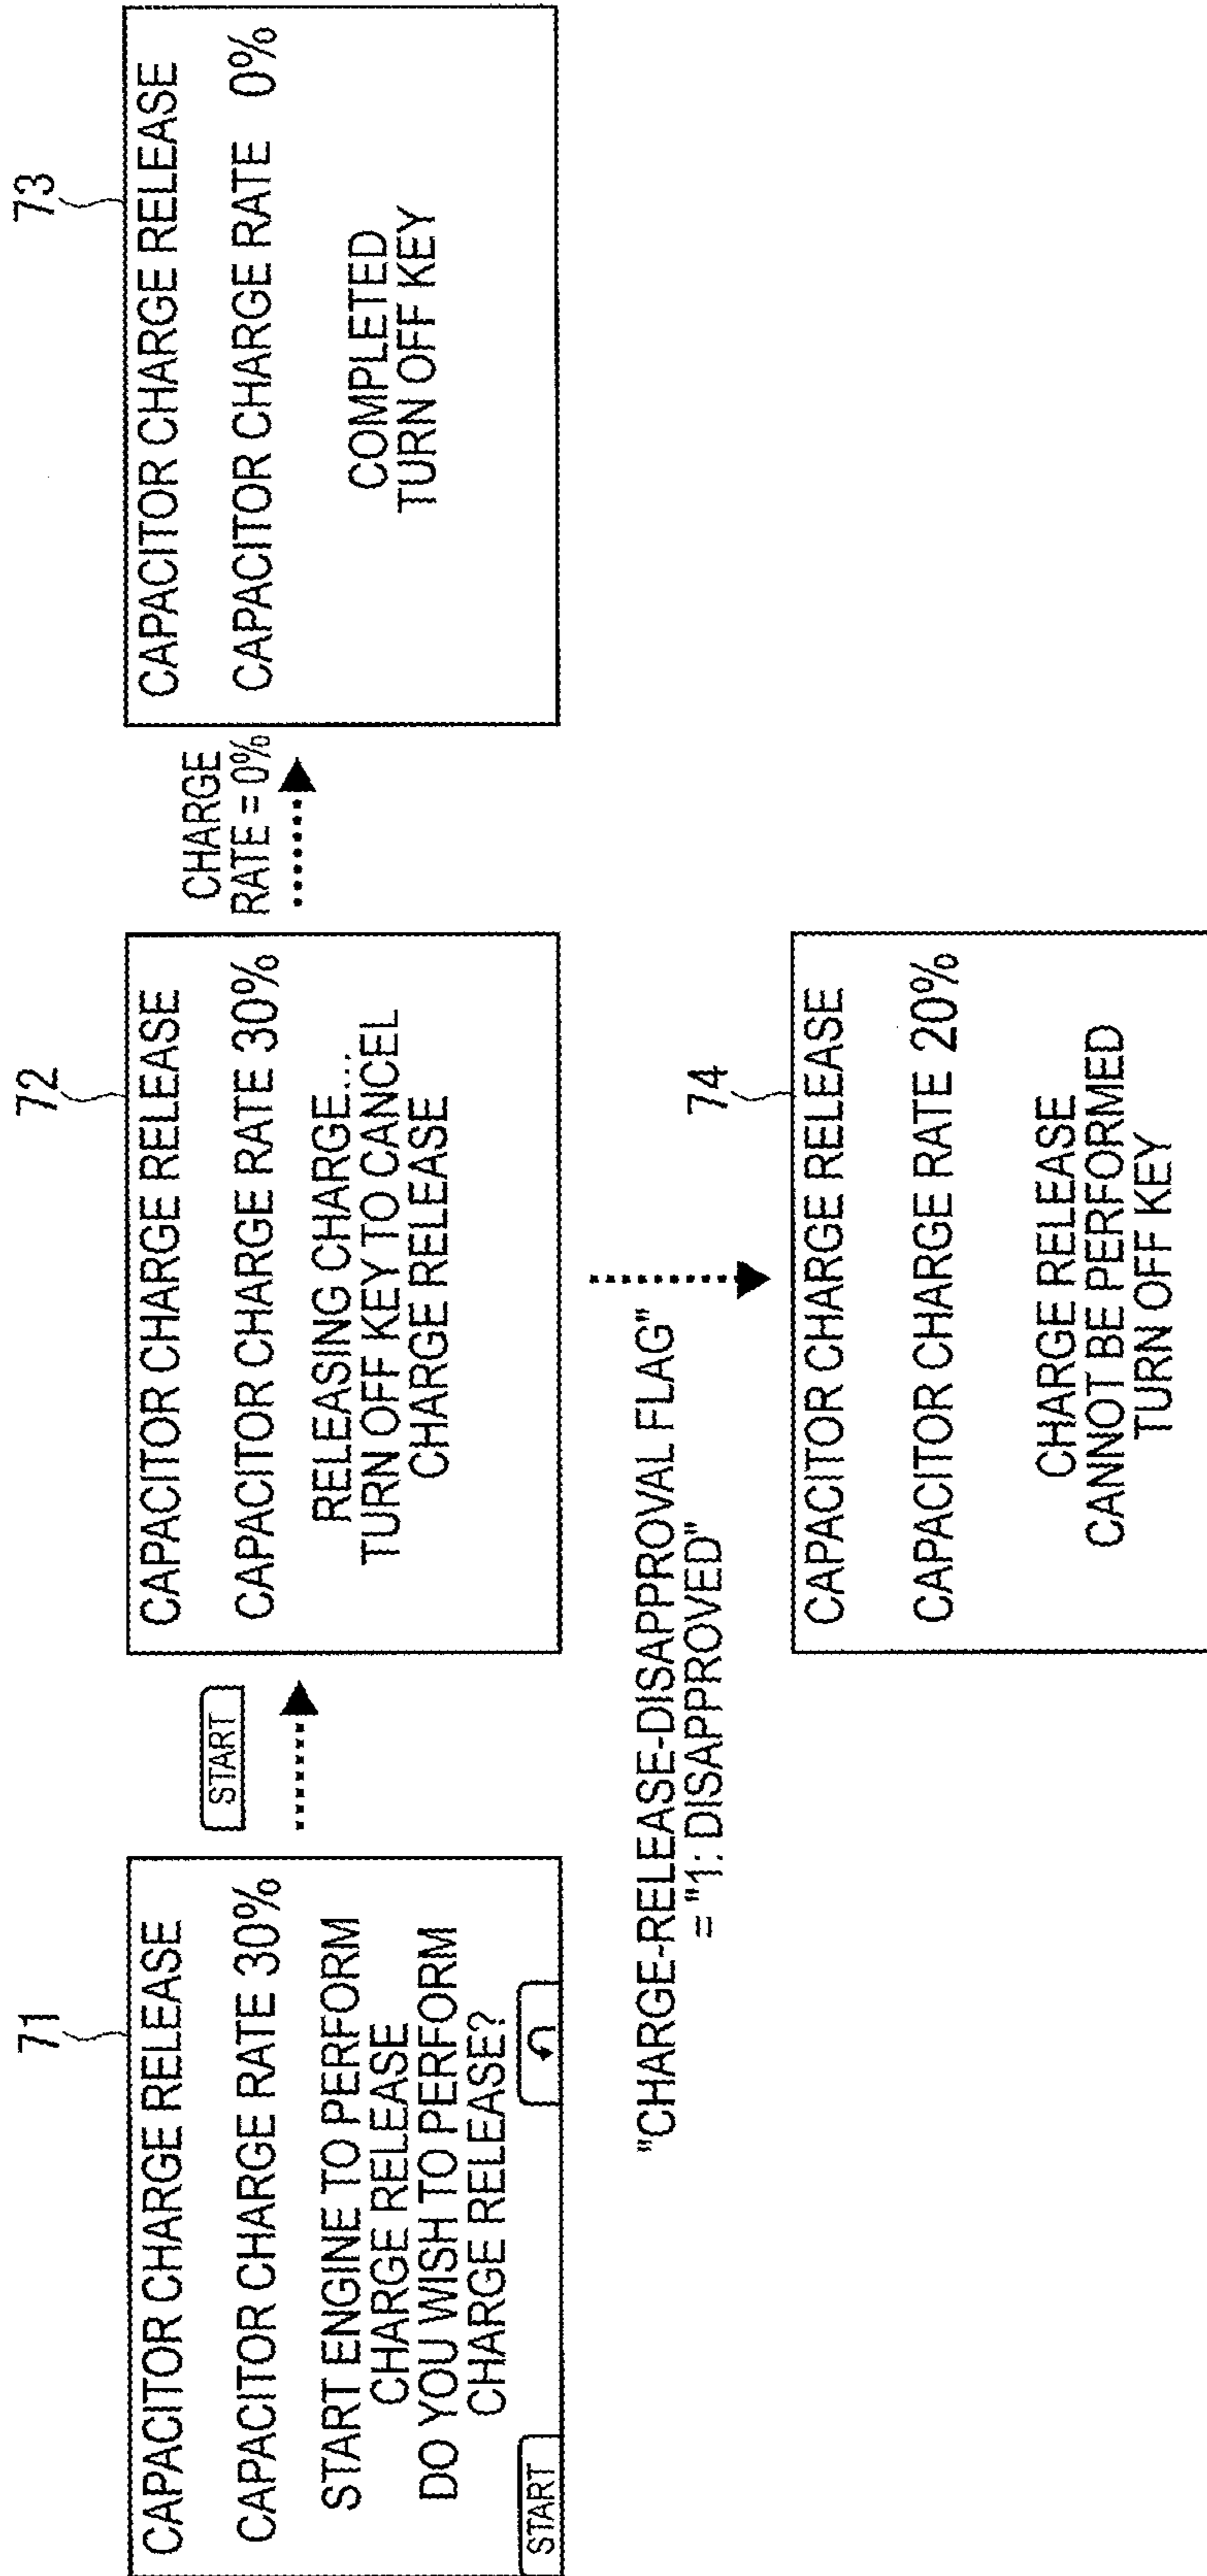 71
CAPACITOR CHARGE RELEASE
CAPACITOR CHARGE RATE 30%
START ENGINE TO PERFORM
CHARGE RELEASE
DO YOU WISH TO PERFORM
CHARGE RELEASE?
START
START
72
CAPACITOR CHARGE RELEASE
CAPACITOR CHARGE RATE 30%
RELEASING CHARGE...
TURN OFF KEY TO CANCEL
CHARGE RELEASE
CHARGE
RATE = 0%
73
CAPACITOR CHARGE RELEASE
CAPACITOR CHARGE RATE 0%
COMPLETED
TURN OFF KEY
"CHARGE-RELEASE-DISAPPROVAL FLAG"
= "1: DISAPPROVED"
74
CAPACITOR CHARGE RELEASE
CAPACITOR CHARGE RATE 20%
CHARGE RELEASE
CANNOT BE PERFORMED
TURN OFF KEY